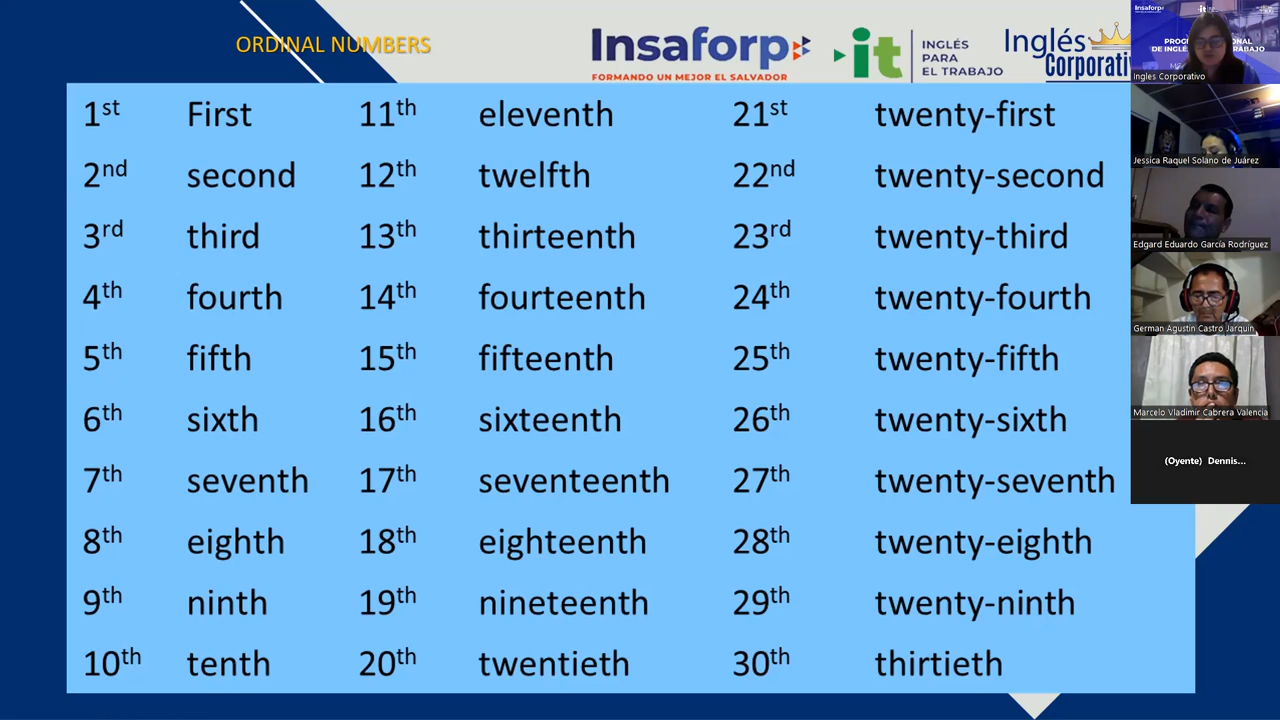 ORDINAL NUMBERS
Insaforp
FORMANDO UN MEJOR EL SALVADOR
it
INGLÉS
PARA
EL TRABAJO
Inglés
Corporati
1st First 11th eleventh 21st twenty-first
2nd second 12th twelfth 22nd twenty-second
3rd third 13th thirteenth 23rd twenty-third
4th fourth 14th fourteenth 24th twenty-fourth
5th fifth 15th fifteenth 25th twenty-fifth
6th sixth 16th sixteenth 26th twenty-sixth
7th seventh 17th seventeenth 27th twenty-seventh
8th eighth 18th eighteenth 28th twenty-eighth
9th ninth 19th nineteenth 29th twenty-ninth
10th tenth 20th twentieth 30th thirtieth
Insaforp
it
Ingles Corporativo
Jessica Raquel Solano de Juárez
Edgard Eduardo García Rodríguez
German Agustin Castro Jarquin
Marcelo Vladimir Cabrera Valencia
(Oyente) Dennis...